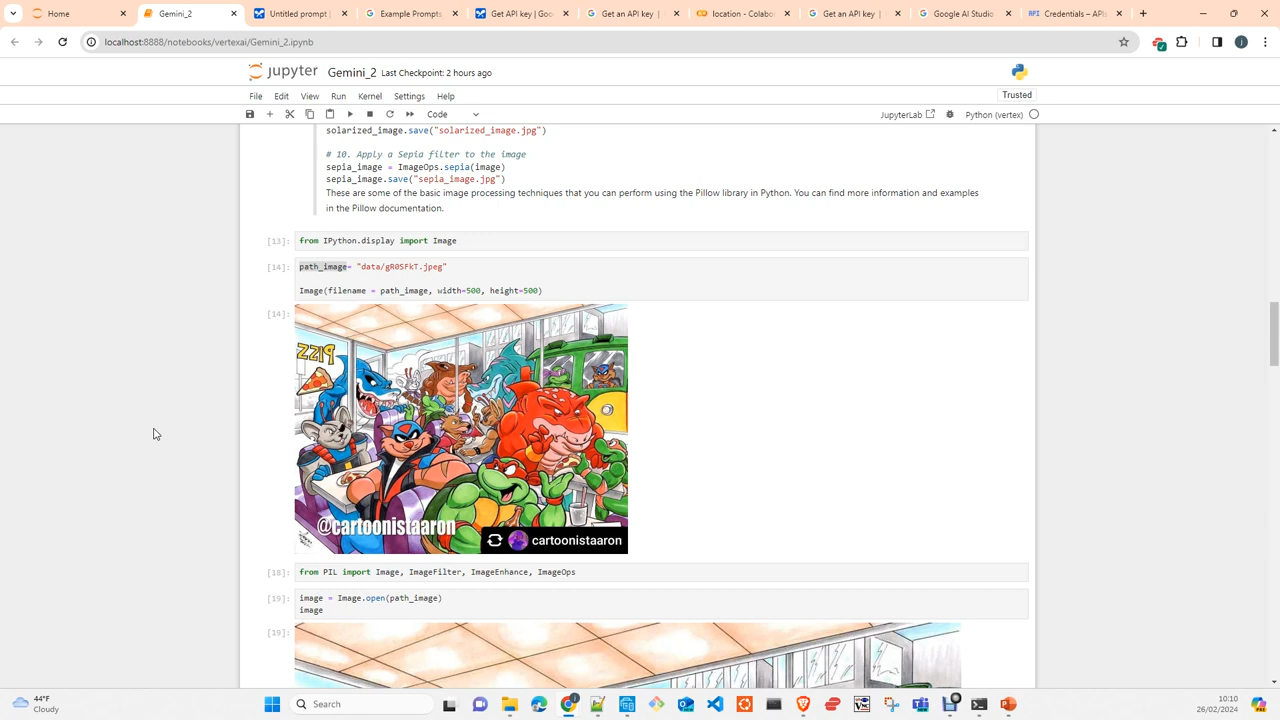 Home
Gemini_2
Untitled prompt |
Example Prompts,
Get API key | Goo
Get an API key |
location - Colabo
Get an API key |
Google AI Studio
API Credentials – APIs
localhost:8888/notebooks/vertexai/Gemini_2.ipynb
jupyter Gemini_2 Last Checkpoint: 2 hours ago
File Edit View Run Kernel Settings Help Trusted
Code JupyterLab Python (vertex)
solarized_image.save("solarized_image.jpg")
# 10. Apply a Sepia filter to the image
sepia_image = ImageOps.sepia(image)
sepia_image.save("sepia_image.jpg")
These are some of the basic image processing techniques that you can perform using the Pillow library in Python. You can find more information and examples
in the Pillow documentation.
[13]: from IPython.display import Image
[14]: path_image= "data/gR0SFkT.jpeg"
Image(filename = path_image, width=500, height=500)
[14]:
PIZZ
@cartoonistaaron
cartoonistaaron
[18]: from PIL import Image, ImageFilter, ImageEnhance, ImageOps
[19]: image = Image.open(path_image)
image
[19]:
44°F
Cloudy
Search
10:10
26/02/2024